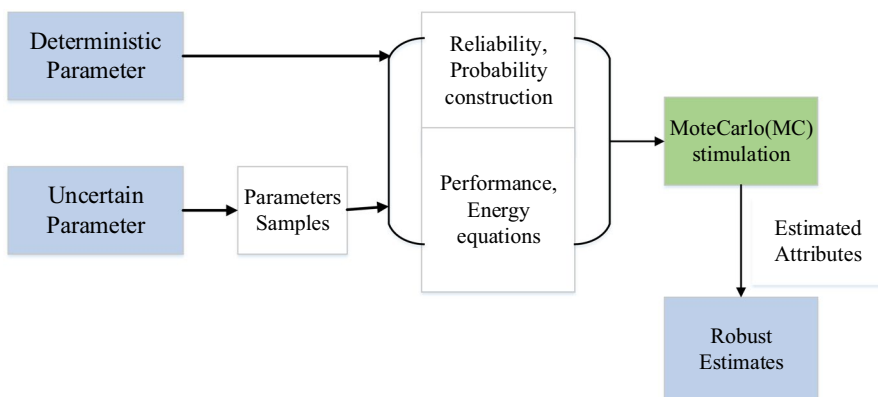 Deterministic
Parameter
Reliability,
Probability
construction
MoteCarlo(MC)
stimulation
Uncertain
Parameter
Parameters
Samples
Performance,
Energy
equations
Estimated
Attributes
Robust
Estimates